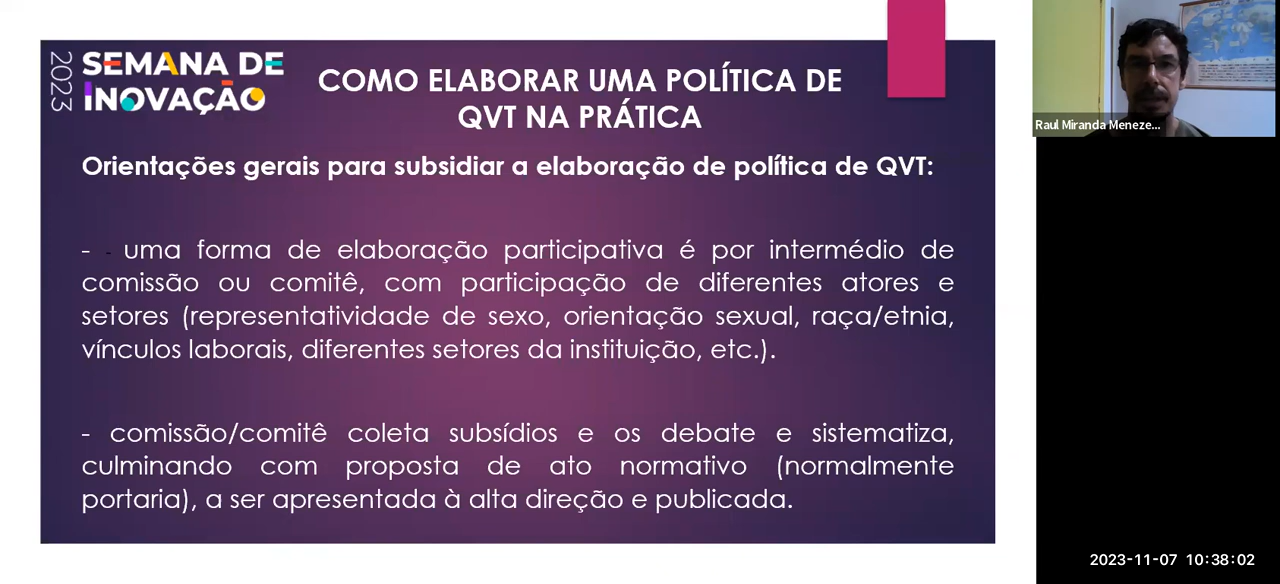 2023
SEMANA DE
INOVAÇÃO
COMO ELABORAR UMA POLÍTICA DE
QVT NA PRÁTICA
Orientações gerais para subsidiar a elaboração de política de QVT:
- - uma forma de elaboração participativa é por intermédio de
comissão ou comitê, com participação de diferentes atores e
setores (representatividade de sexo, orientação sexual, raça/etnia,
vínculos laborais, diferentes setores da instituição, etc.).
- comissão/comitê coleta subsídios e os debate e sistematiza,
culminando com proposta de ato normativo (normalmente
portaria), a ser apresentada à alta direção e publicada.
Raul Miranda Meneze...
2023-11-07 10:38:02